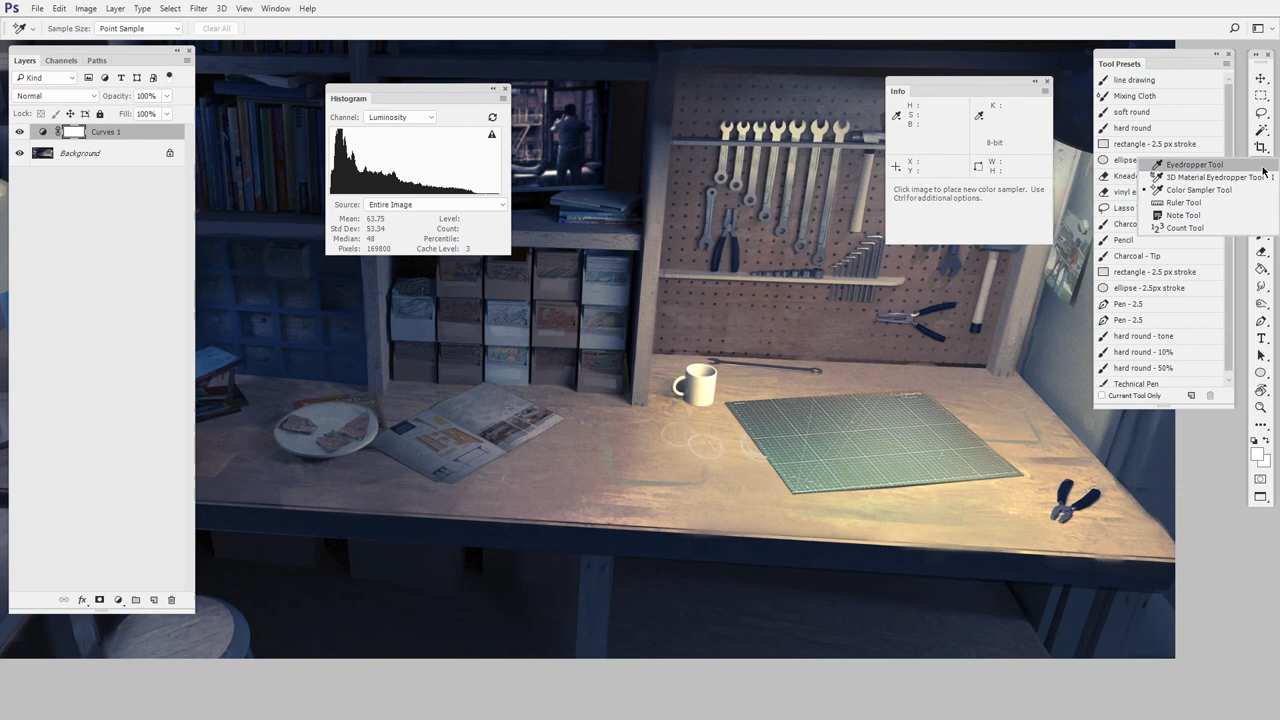 Ps File Edit Image Layer Type Select Filter 3D View Window Help
Sample Size: Point Sample Clear All
Layers Channels Paths
Kind
Normal Opacity: 100%
Lock: Fill: 100%
Curves 1
Background
fx
Histogram
Channel: Luminosity
Source: Entire Image
Mean: 63.75 Level:
Std Dev: 53.34 Count:
Median: 48 Percentile:
Pixels: 169800 Cache Level: 3
Info
H : K :
S :
B :
8-bit
X : W :
Y : H :
Click image to place new color sampler. Use
Ctrl for additional options.
Tool Presets
line drawing
Mixing Cloth
soft round
hard round
rectangle - 2.5 px stroke
ellipse
Knead
vinyl e
Lasso
Charco
Pencil
Charcoal - Tip
rectangle - 2.5 px stroke
ellipse - 2.5px stroke
Pen - 2.5
Pen - 2.5
hard round - tone
hard round - 10%
hard round - 50%
Technical Pen
Current Tool Only
Eyedropper Tool
3D Material Eyedropper Tool I
Color Sampler Tool
Ruler Tool
Note Tool
Count Tool